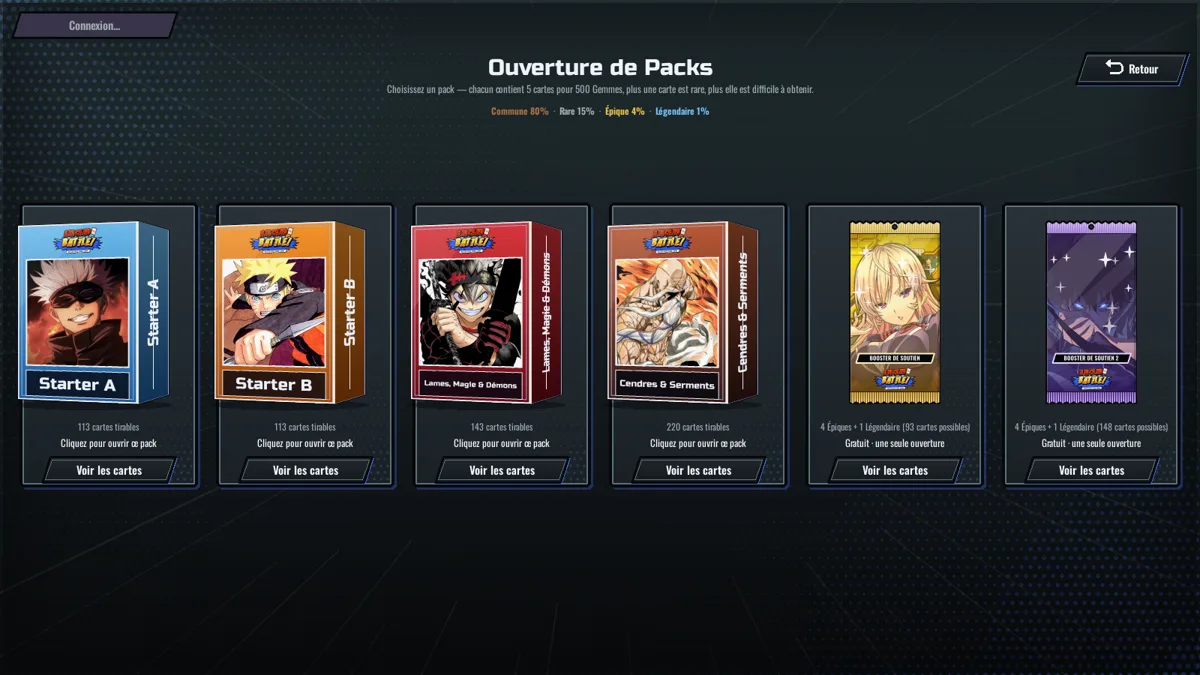 Connexion...
Ouverture de Packs
Retour
Choisissez un pack — chacun contient 5 cartes pour 500 Gemmes, plus une carte est rare, plus elle est difficile à obtenir.
Commune 80% · Rare 15% · Épique 4% · Légendaire 1%
BATTLE!
Starter A
Starter A
113 cartes tirables
Cliquez pour ouvrir ce pack
Voir les cartes
BATTLE!
Starter B
Starter B
113 cartes tirables
Cliquez pour ouvrir ce pack
Voir les cartes
BATTLE!
Lames, Magie & Démons
Lames, Magie & Démons
143 cartes tirables
Cliquez pour ouvrir ce pack
Voir les cartes
BATTLE!
Cendres & Serments
Cendres & Serments
220 cartes tirables
Cliquez pour ouvrir ce pack
Voir les cartes
BOOSTER DE SOUTIEN
BATTLE!
4 Épiques + 1 Légendaire (93 cartes possibles)
Gratuit · une seule ouverture
Voir les cartes
BOOSTER DE SOUTIEN 2
BATTLE!
4 Épiques + 1 Légendaire (148 cartes possibles)
Gratuit · une seule ouverture
Voir les cartes